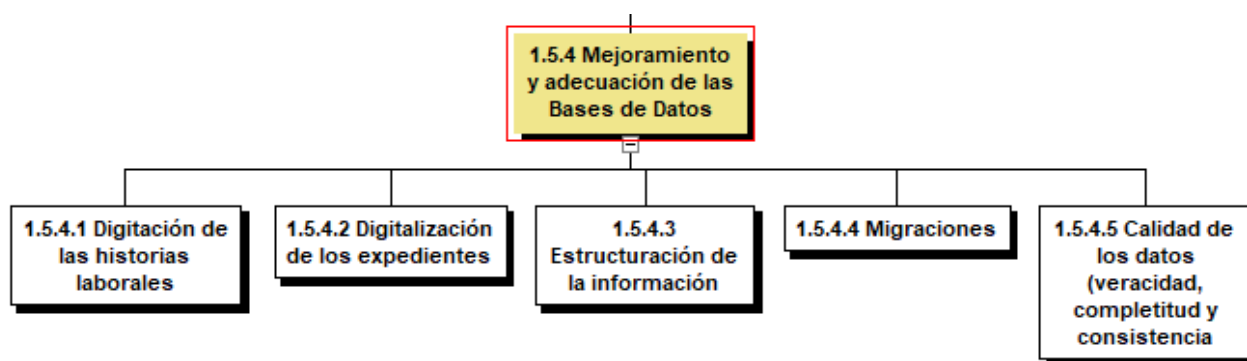 1.5.4 Mejoramiento
y adecuación de las
Bases de Datos
1.5.4.1 Digitación de
las historias
laborales
1.5.4.2 Digitalización
de los expedientes
1.5.4.3
Estructuración de
la información
1.5.4.4 Migraciones
1.5.4.5 Calidad de
los datos
(veracidad,
completitud y
consistencia